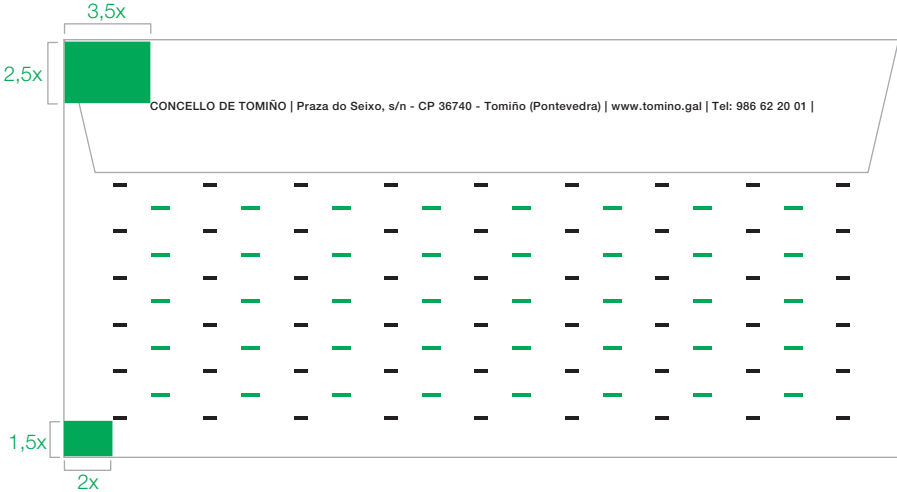 3,5x
2,5x
CONCELLO DE TOMIÑO | Praza do Seixo, s/n - CP 36740 - Tomiño (Pontevedra) | www.tomino.gal | Tel: 986 62 20 01 |
1,5x
2x